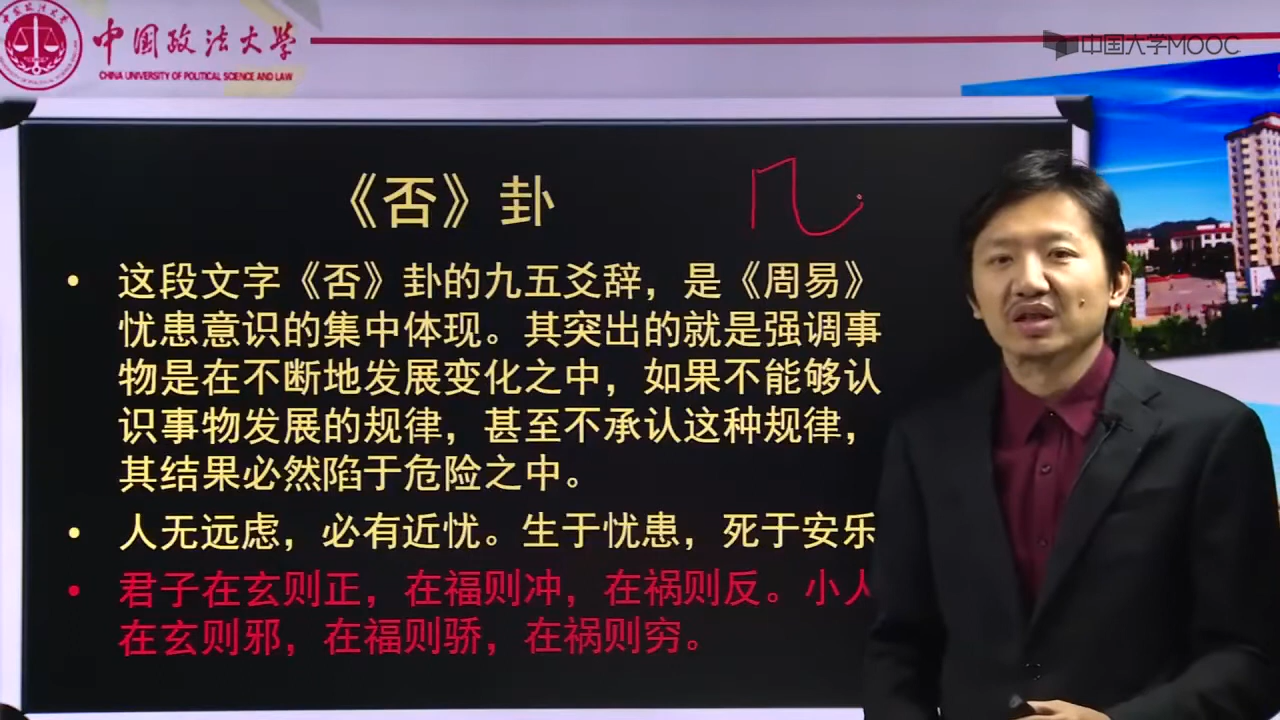 中国政法大学
CHINA UNIVERSITY OF POLITICAL SCIENCE AND LAW
中国大学MOOC
《否》卦
• 这段文字《否》卦的九五爻辞，是《周易》
忧患意识的集中体现。其突出的就是强调事
物是在不断地发展变化之中，如果不能够认
识事物发展的规律，甚至不承认这种规律，
其结果必然陷于危险之中。
• 人无远虑，必有近忧。生于忧患，死于安乐
• 君子在玄则正，在福则冲，在祸则反。小人
在玄则邪，在福则骄，在祸则穷。